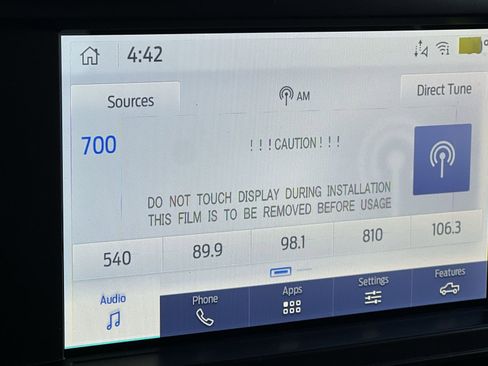 4:42
Sources
AM
Direct Tune
700
!!!CAUTION!!!
DO NOT TOUCH DISPLAY DURING INSTALLATION
THIS FILM IS TO BE REMOVED BEFORE USAGE
540 89.9 98.1 810 106.3
Audio Phone Apps Settings Features